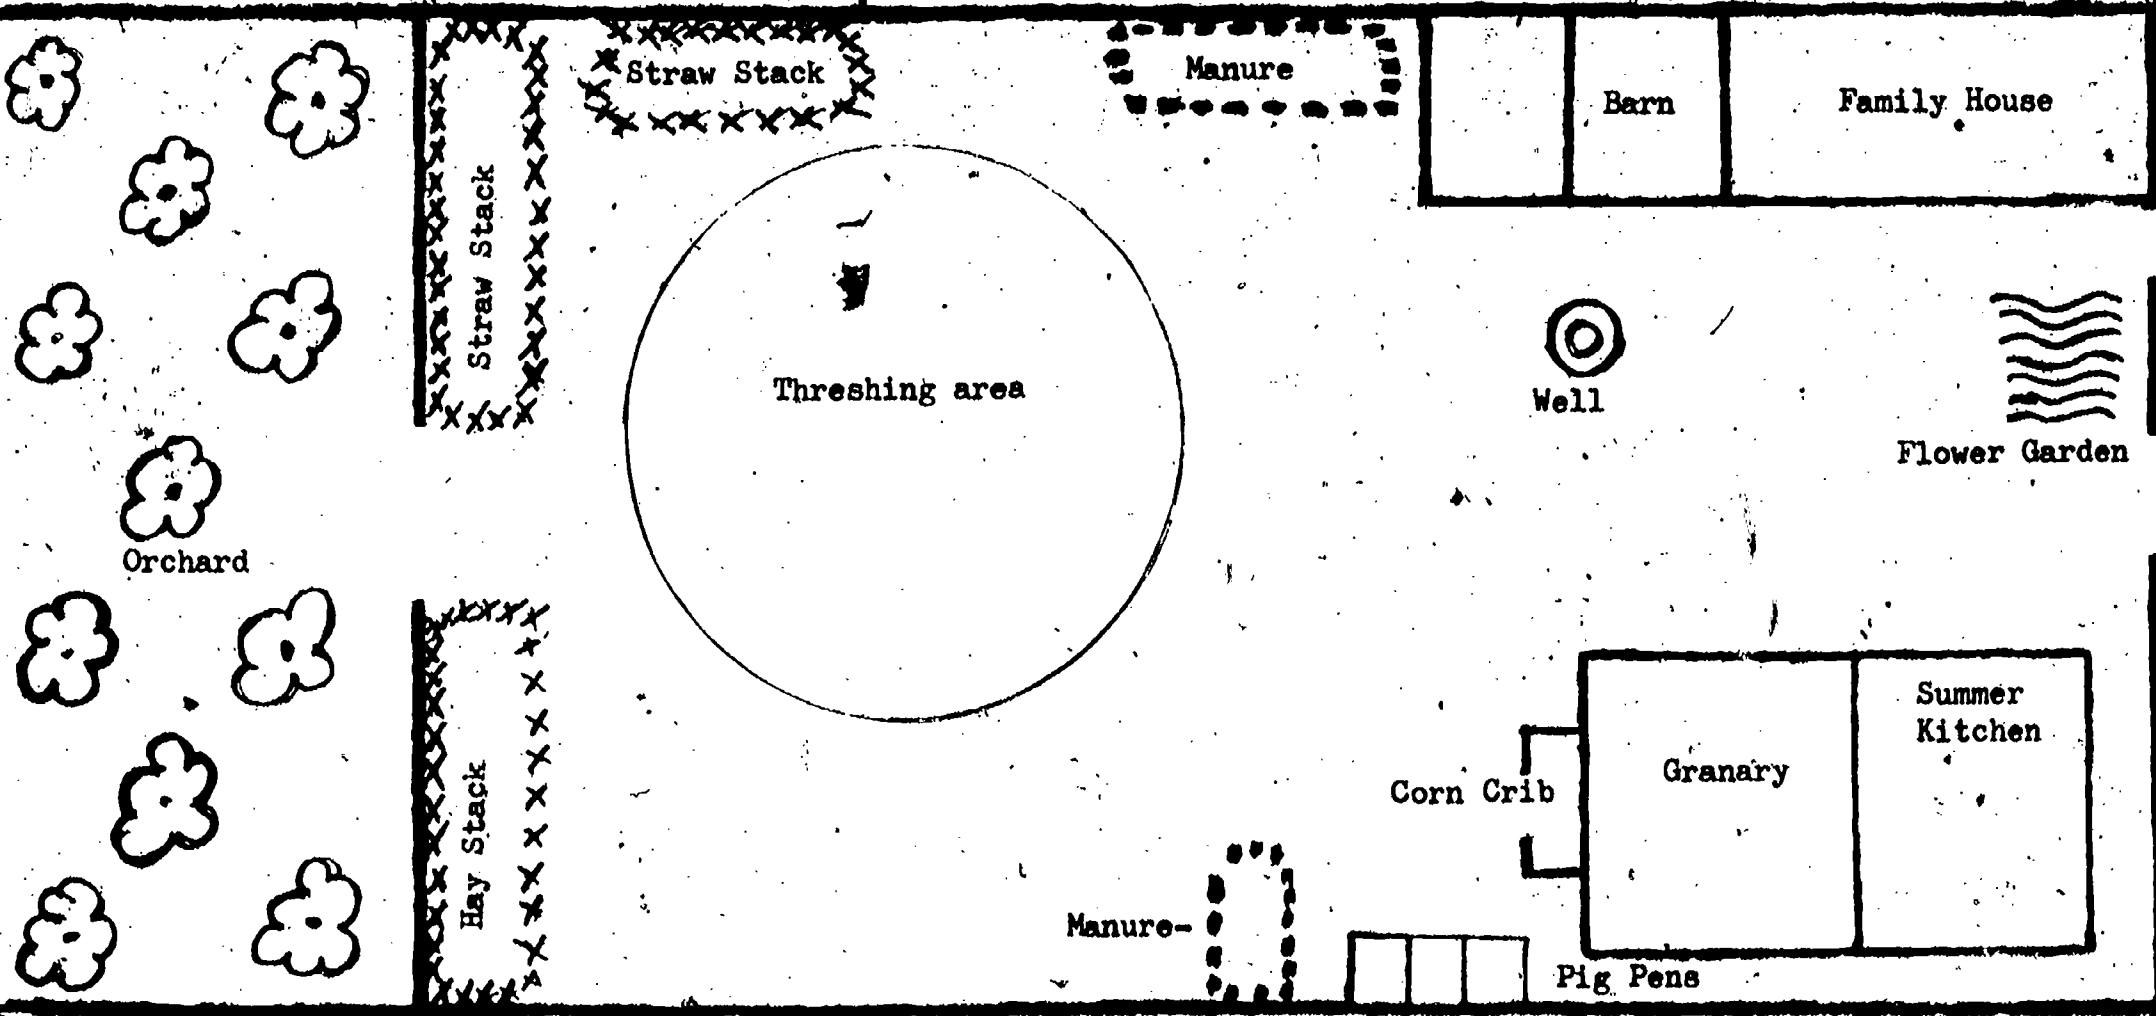 Straw Stack
Manure
Barn
Family House
Straw Stack
Threshing area
Well
Flower Garden
Orchard
Summer
Kitchen
Granary
Corn Crib
Hay Stack
Manure-
Pig Pens